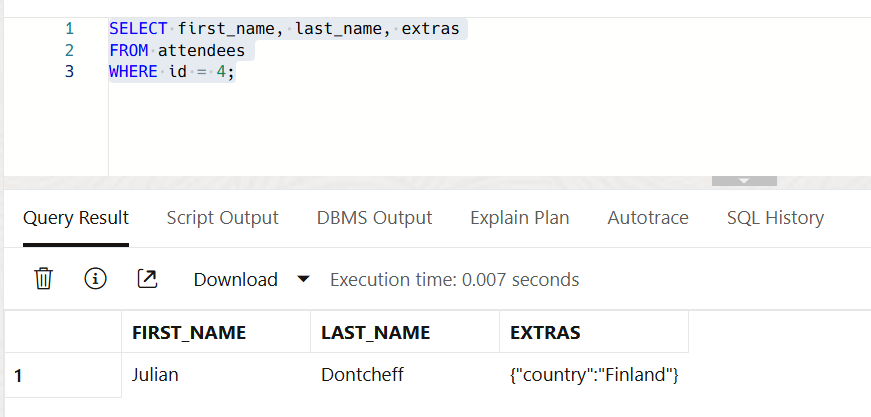 1 SELECT first_name, last_name, extras
2 FROM attendees
3 WHERE id = 4;
Query Result Script Output DBMS Output Explain Plan Autotrace SQL History
Download Execution time: 0.007 seconds
FIRST_NAME LAST_NAME EXTRAS
1 Julian Dontcheff {"country":"Finland"}